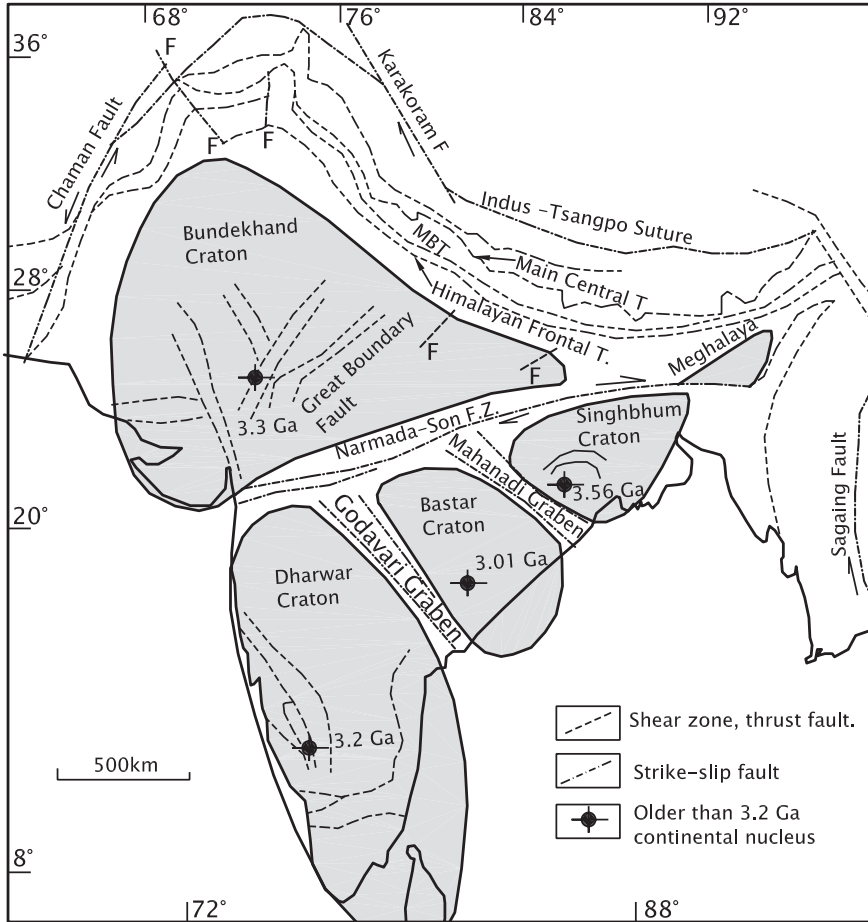 68°
76°
84°
92°
36°
F
Karakoram F
Chaman Fault
F
F
Bundekhand
Craton
Indus –Tsangpo Suture
MBT
Main Central T
28°
Himalayan Frontal T.
Great Boundary
Fault
F
F
Meghalaya
3.3 Ga
Narmada–Son F.Z.
Singhbhum
Craton
Mahanadi Graben
3.56 Ga
20°
Godavari Graben
Bastar
Craton
3.01 Ga
Sagaing Fault
Dharwar
Craton
3.2 Ga
500km
Shear zone, thrust fault.
Strike–slip fault
Older than 3.2 Ga
continental nucleus
8°
72°
88°